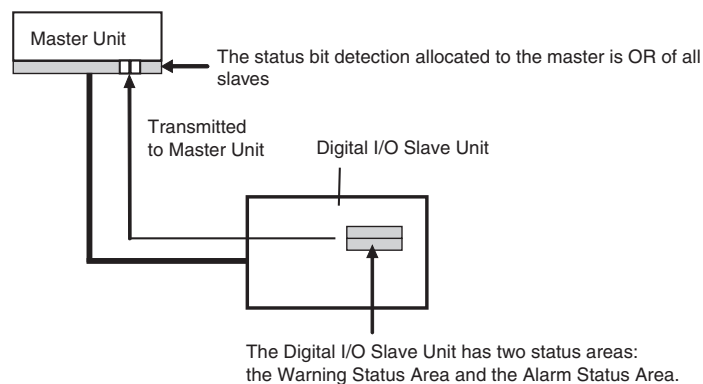 Master Unit
The status bit detection allocated to the master is OR of all
slaves
Transmitted
to Master Unit
Digital I/O Slave Unit
The Digital I/O Slave Unit has two status areas:
the Warning Status Area and the Alarm Status Area.